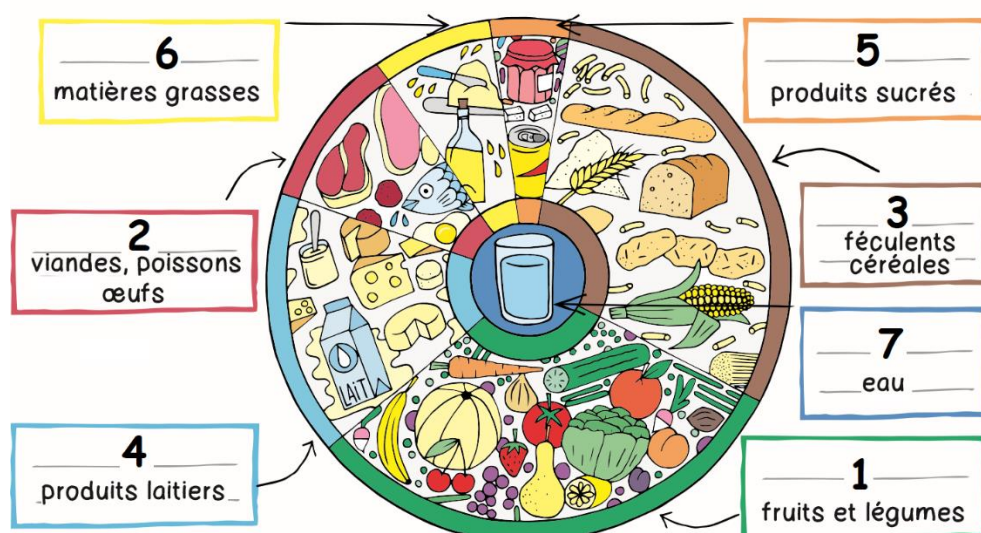 6
matières grasses
5
produits sucrés
2
viandes, poissons
œufs
3
féculents
céréales
7
eau
LAIT
4
produits laitiers
1
fruits et légumes